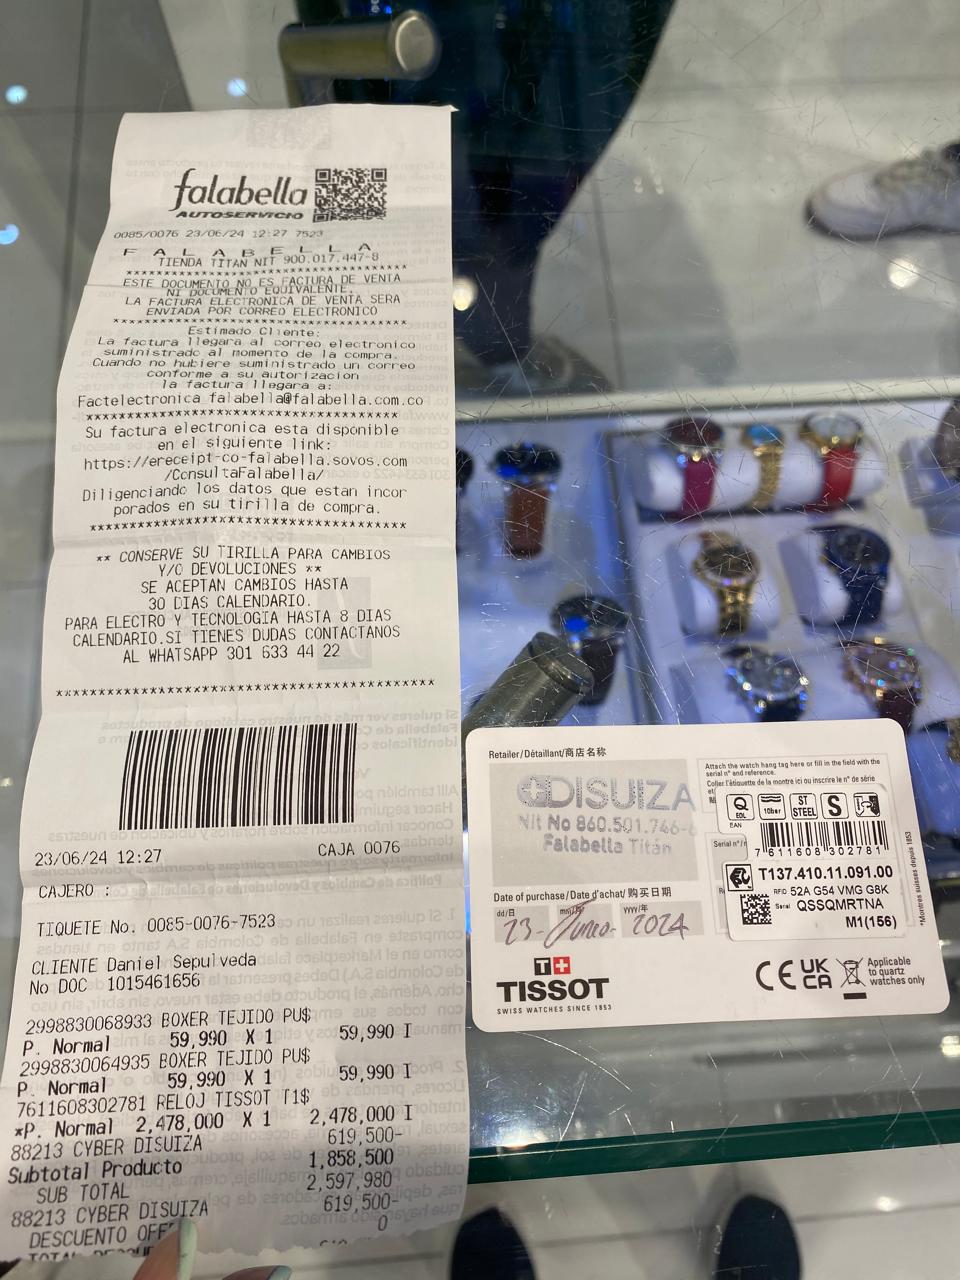 falabella
AUTOSERVICIO
0085/0076 23/06/24 12:27 7523
F A L A B E L L A
TIENDA TITAN NIT 900.017.447-8
********************************
ESTE DOCUMENTO NO ES FACTURA DE VENTA
NI DOCUMENTO EQUIVALENTE.
LA FACTURA ELECTRONICA DE VENTA SERA
ENVIADA POR CORREO ELECTRONICO
********************************
Estimado Cliente:
La factura llegara al correo electronico
suministrado al momento de la compra.
Cuando no hubiere suministrado un correo
conforme a su autorizacion
la factura llegara a:
Factelectronica_falabella@falabella.com.co
********************************
Su factura electronica esta disponible
en el siguiente link:
https://ereceipt-co-falabella.sovos.com
/ConsultaFalabella/
Diligenciando los datos que estan incor
porados en su tirilla de compra.
********************************
** CONSERVE SU TIRILLA PARA CAMBIOS
Y/O DEVOLUCIONES **
SE ACEPTAN CAMBIOS HASTA
30 DIAS CALENDARIO.
PARA ELECTRO Y TECNOLOGIA HASTA 8 DIAS
CALENDARIO.SI TIENES DUDAS CONTACTANOS
AL WHATSAPP 301 633 44 22
**************************************
23/06/24 12:27 CAJA 0076
CAJERO :
TIQUETE No. 0085-0076-7523
CLIENTE Daniel Sepulveda
No DOC 1015461656
2998830068933 BOXER TEJIDO PU$
P. Normal 59,990 X 1 59,990 I
2998830064935 BOXER TEJIDO PU$
P. Normal 59,990 X 1 59,990 I
7611608302781 RELOJ TISSOT T1$
*P. Normal 2,478,000 X 1 2,478,000 I
88213 CYBER DISUIZA 619,500-
Subtotal Producto 1,858,500
SUB TOTAL 2,597,980
88213 CYBER DISUIZA 619,500-
DESCUENTO 0
Retailer/Détaillant/商店名称
DISUIZA
Nit No 860.501.746-6
Falabella Titán
Date of purchase/Date d'achat/购买日期
dd/日 yyyy/年
23- Junio- 2024
T+
TISSOT
SWISS WATCHES SINCE 1853
Attach the watch hang tag here or fill in the field with the
serial n° and reference.
Coller l'étiquette de la montre ici ou inscrire le n° de série
Q EOL 10bar ST STEEL S
EAN
7 611608 302781
Serial n°/
T137.410.11.091.00
RFID 52A G54 VMG G8K
Serial QSSQMRTNA
M1(156)
*Montres suisses depuis 1853
CE UK CA
Applicable
to quartz
watches only